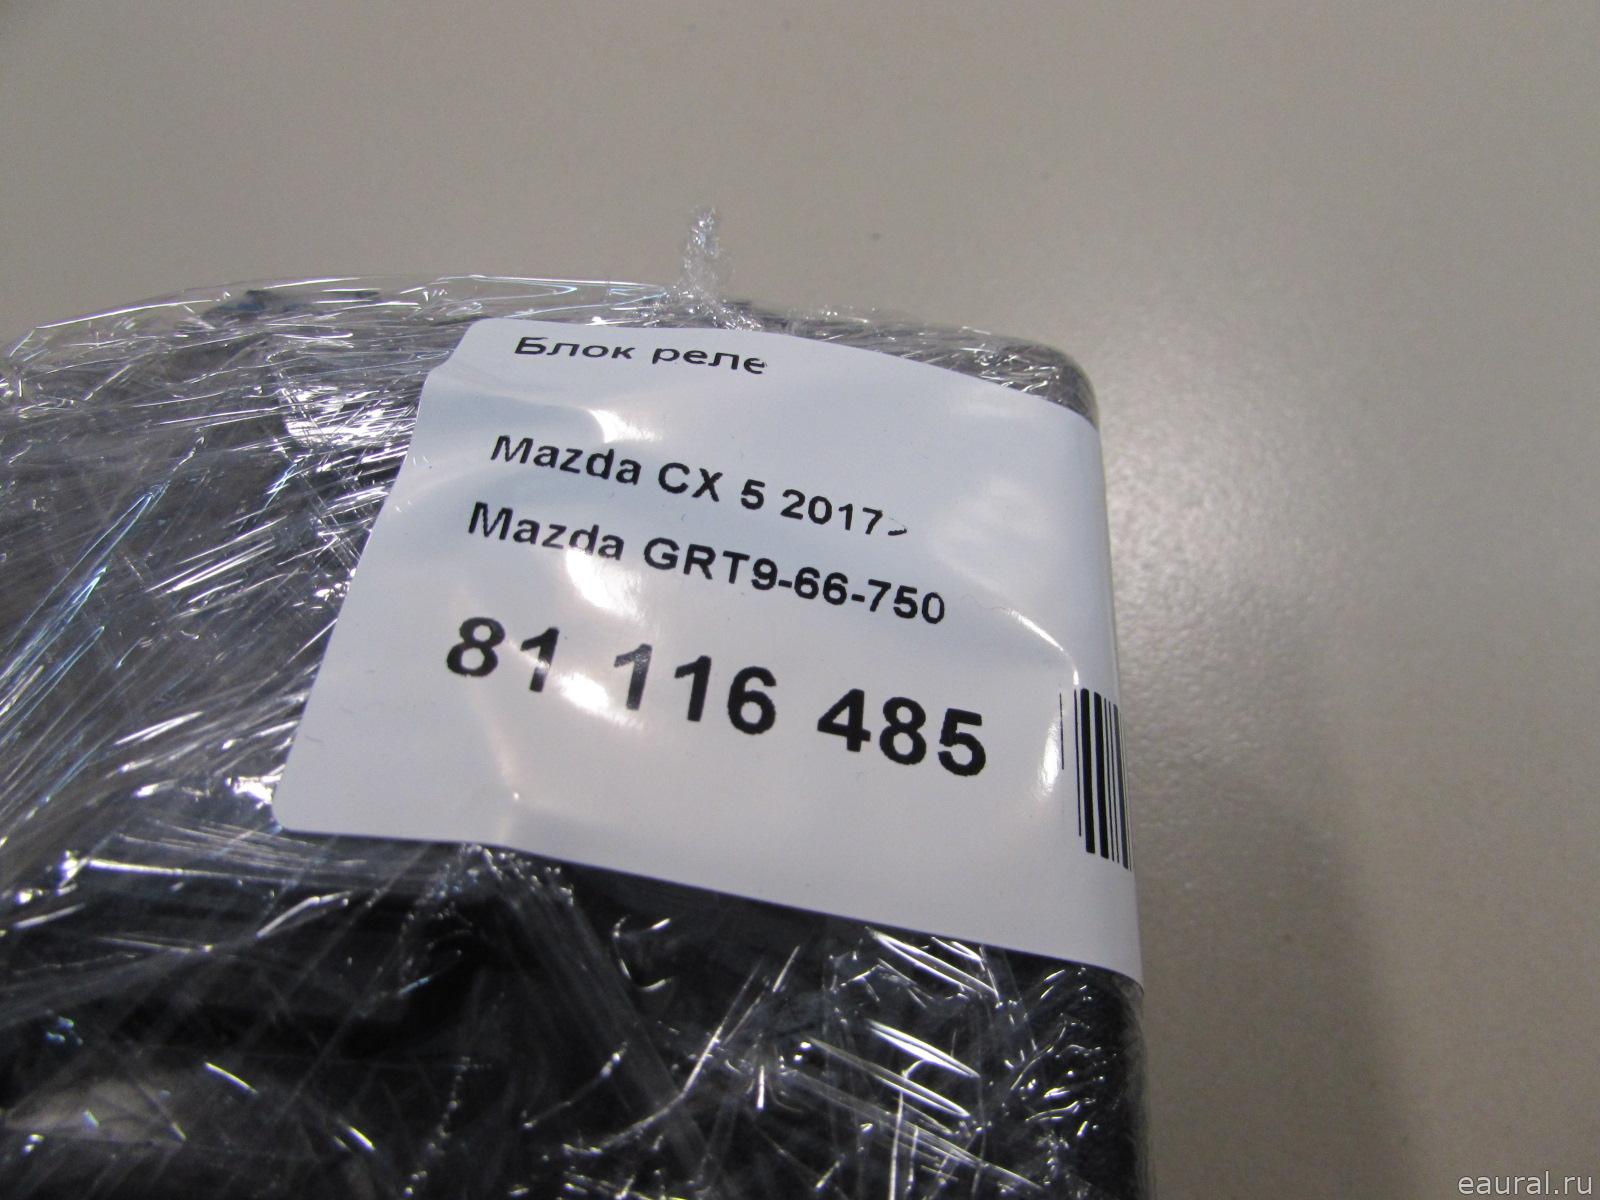 Блок реле
Mazda CX 5 2017>
Mazda GRT9-66-750
81 116 485
eaural.ru